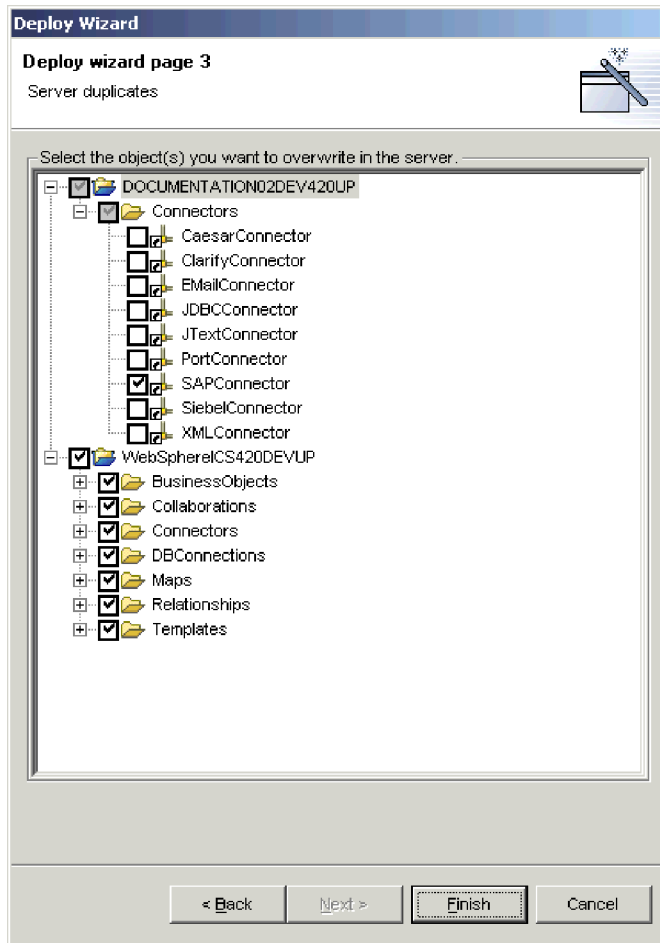 Deploy Wizard
Deploy wizard page 3
Server duplicates
Select the object(s) you want to overwrite in the server.
DOCUMENTATION02DEV420UP
Connectors
CaesarConnector
ClarifyConnector
EMailConnector
JDBCConnector
JTextConnector
PortConnector
SAPConnector
SiebelConnector
XMLConnector
WebSphereICS420DEVUP
BusinessObjects
Collaborations
Connectors
DBConnections
Maps
Relationships
Templates
< Back Next > Finish Cancel